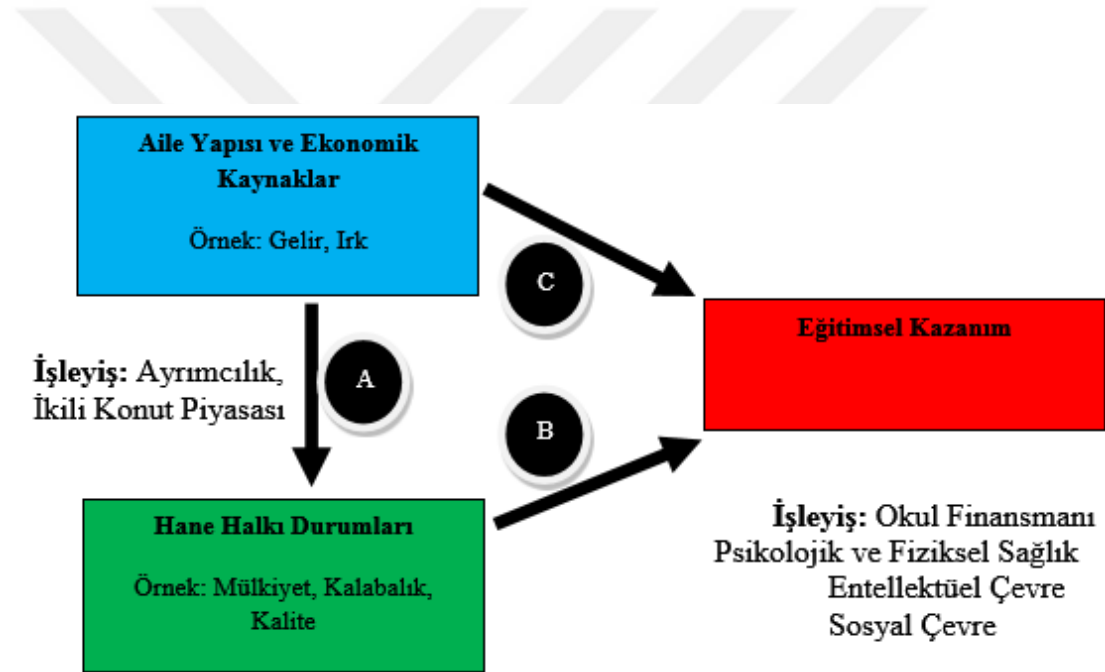 Aile Yapısı ve Ekonomik
Kaynaklar
Örnek: Gelir, Irk
C
Eğitimsel Kazanım
İşleyiş: Ayrımcılık,
İkili Konut Piyasası
A
B
Hane Halkı Durumları
Örnek: Mülkiyet, Kalabalık,
Kalite
İşleyiş: Okul Finansmanı
Psikolojik ve Fiziksel Sağlık
Entellektüel Çevre
Sosyal Çevre